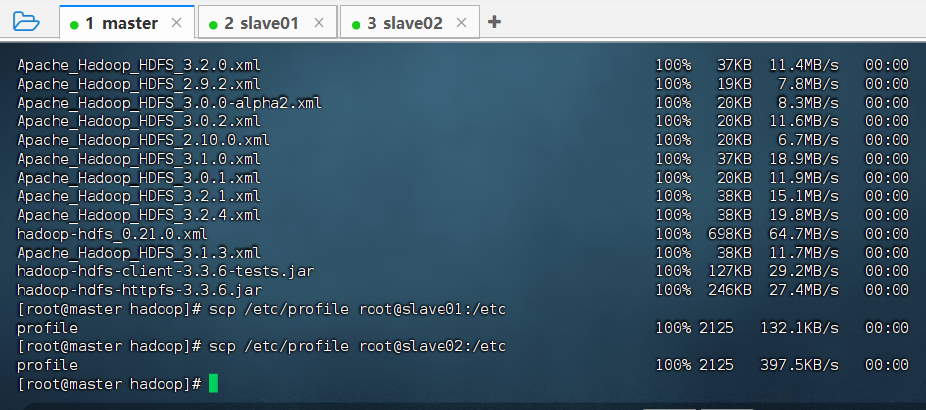 1 master × 2 slave01 × 3 slave02 × +
Apache_Hadoop_HDFS_3.2.0.xml 100% 37KB 11.4MB/s 00:00
Apache_Hadoop_HDFS_2.9.2.xml 100% 19KB 7.8MB/s 00:00
Apache_Hadoop_HDFS_3.0.0-alpha2.xml 100% 20KB 8.3MB/s 00:00
Apache_Hadoop_HDFS_3.0.2.xml 100% 20KB 11.6MB/s 00:00
Apache_Hadoop_HDFS_2.10.0.xml 100% 20KB 6.7MB/s 00:00
Apache_Hadoop_HDFS_3.1.0.xml 100% 37KB 18.9MB/s 00:00
Apache_Hadoop_HDFS_3.0.1.xml 100% 20KB 11.9MB/s 00:00
Apache_Hadoop_HDFS_3.2.1.xml 100% 38KB 15.1MB/s 00:00
Apache_Hadoop_HDFS_3.2.4.xml 100% 38KB 19.8MB/s 00:00
hadoop-hdfs_0.21.0.xml 100% 698KB 64.7MB/s 00:00
Apache_Hadoop_HDFS_3.1.3.xml 100% 38KB 11.7MB/s 00:00
hadoop-hdfs-client-3.3.6-tests.jar 100% 127KB 29.2MB/s 00:00
hadoop-hdfs-httpfs-3.3.6.jar 100% 246KB 27.4MB/s 00:00
[root@master hadoop]# scp /etc/profile root@slave01:/etc
profile 100% 2125 132.1KB/s 00:00
[root@master hadoop]# scp /etc/profile root@slave02:/etc
profile 100% 2125 397.5KB/s 00:00
[root@master hadoop]#